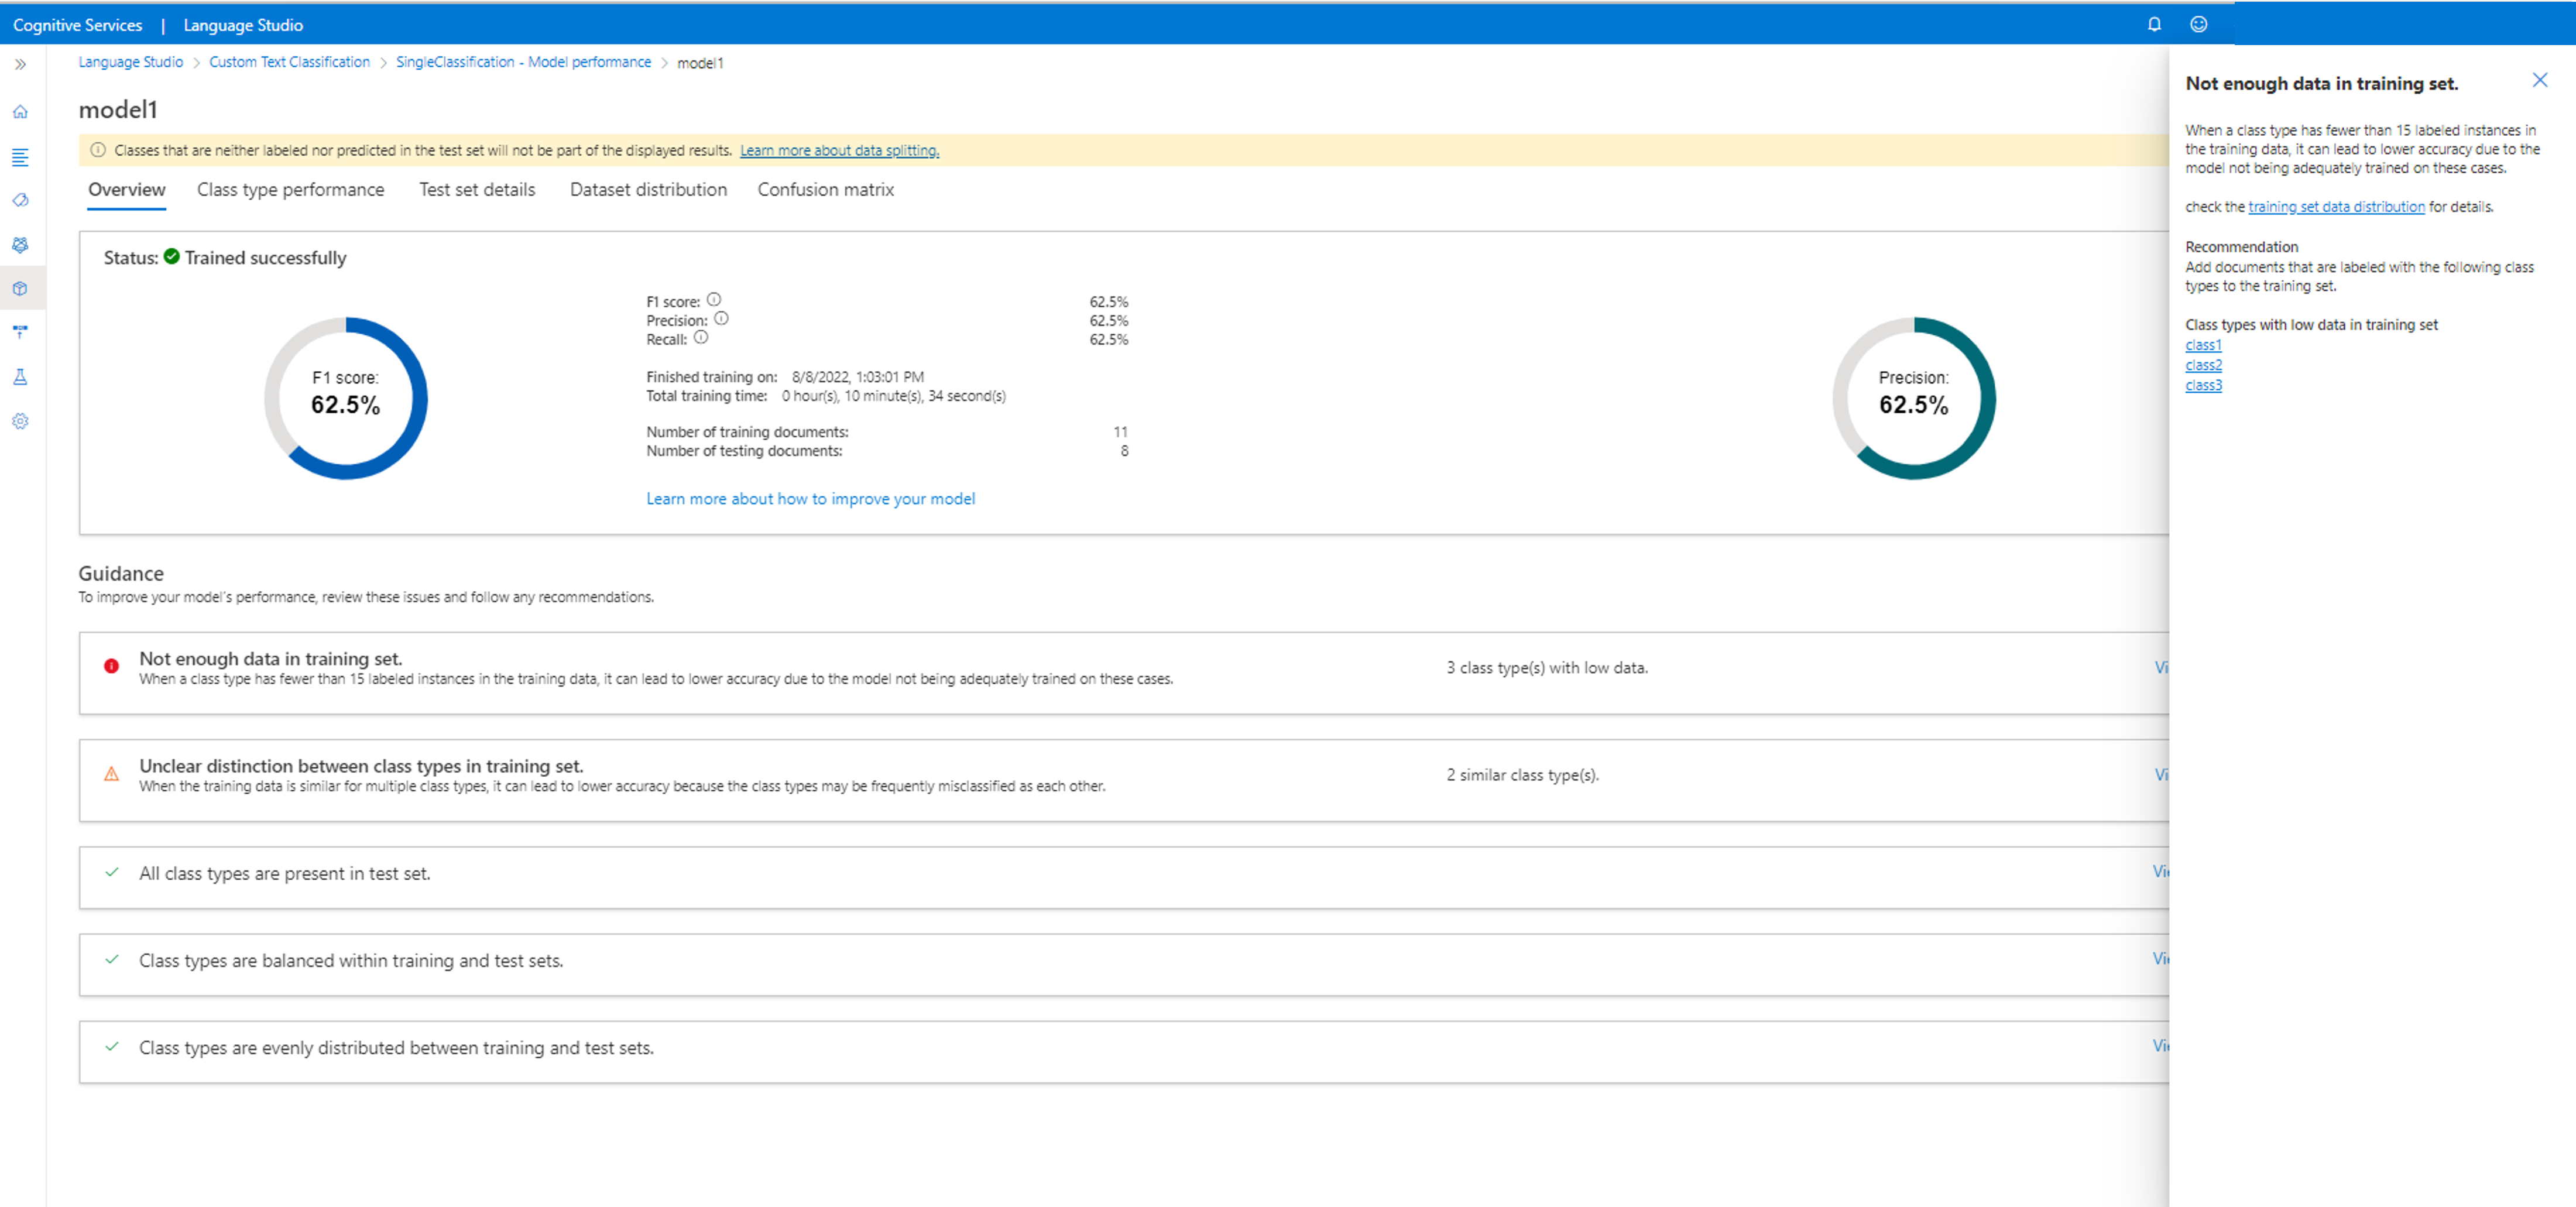 Cognitive Services | Language Studio
Language Studio > Custom Text Classification > SingleClassification - Model performance > model1
model1
Classes that are neither labeled nor predicted in the test set will not be part of the displayed results. Learn more about data splitting.
Overview Class type performance Test set details Dataset distribution Confusion matrix
Status: Trained successfully
F1 score:
62.5%
F1 score: 62.5%
Precision: 62.5%
Recall: 62.5%
Finished training on: 8/8/2022, 1:03:01 PM
Total training time: 0 hour(s), 10 minute(s), 34 second(s)
Number of training documents: 11
Number of testing documents: 8
Learn more about how to improve your model
Precision:
62.5%
Guidance
To improve your model's performance, review these issues and follow any recommendations.
Not enough data in training set.
When a class type has fewer than 15 labeled instances in the training data, it can lead to lower accuracy due to the model not being adequately trained on these cases.
3 class type(s) with low data.
Unclear distinction between class types in training set.
When the training data is similar for multiple class types, it can lead to lower accuracy because the class types may be frequently misclassified as each other.
2 similar class type(s).
All class types are present in test set.
Class types are balanced within training and test sets.
Class types are evenly distributed between training and test sets.
Not enough data in training set.
When a class type has fewer than 15 labeled instances in
the training data, it can lead to lower accuracy due to the
model not being adequately trained on these cases.
check the training set data distribution for details.
Recommendation
Add documents that are labeled with the following class
types to the training set.
Class types with low data in training set
class1
class2
class3